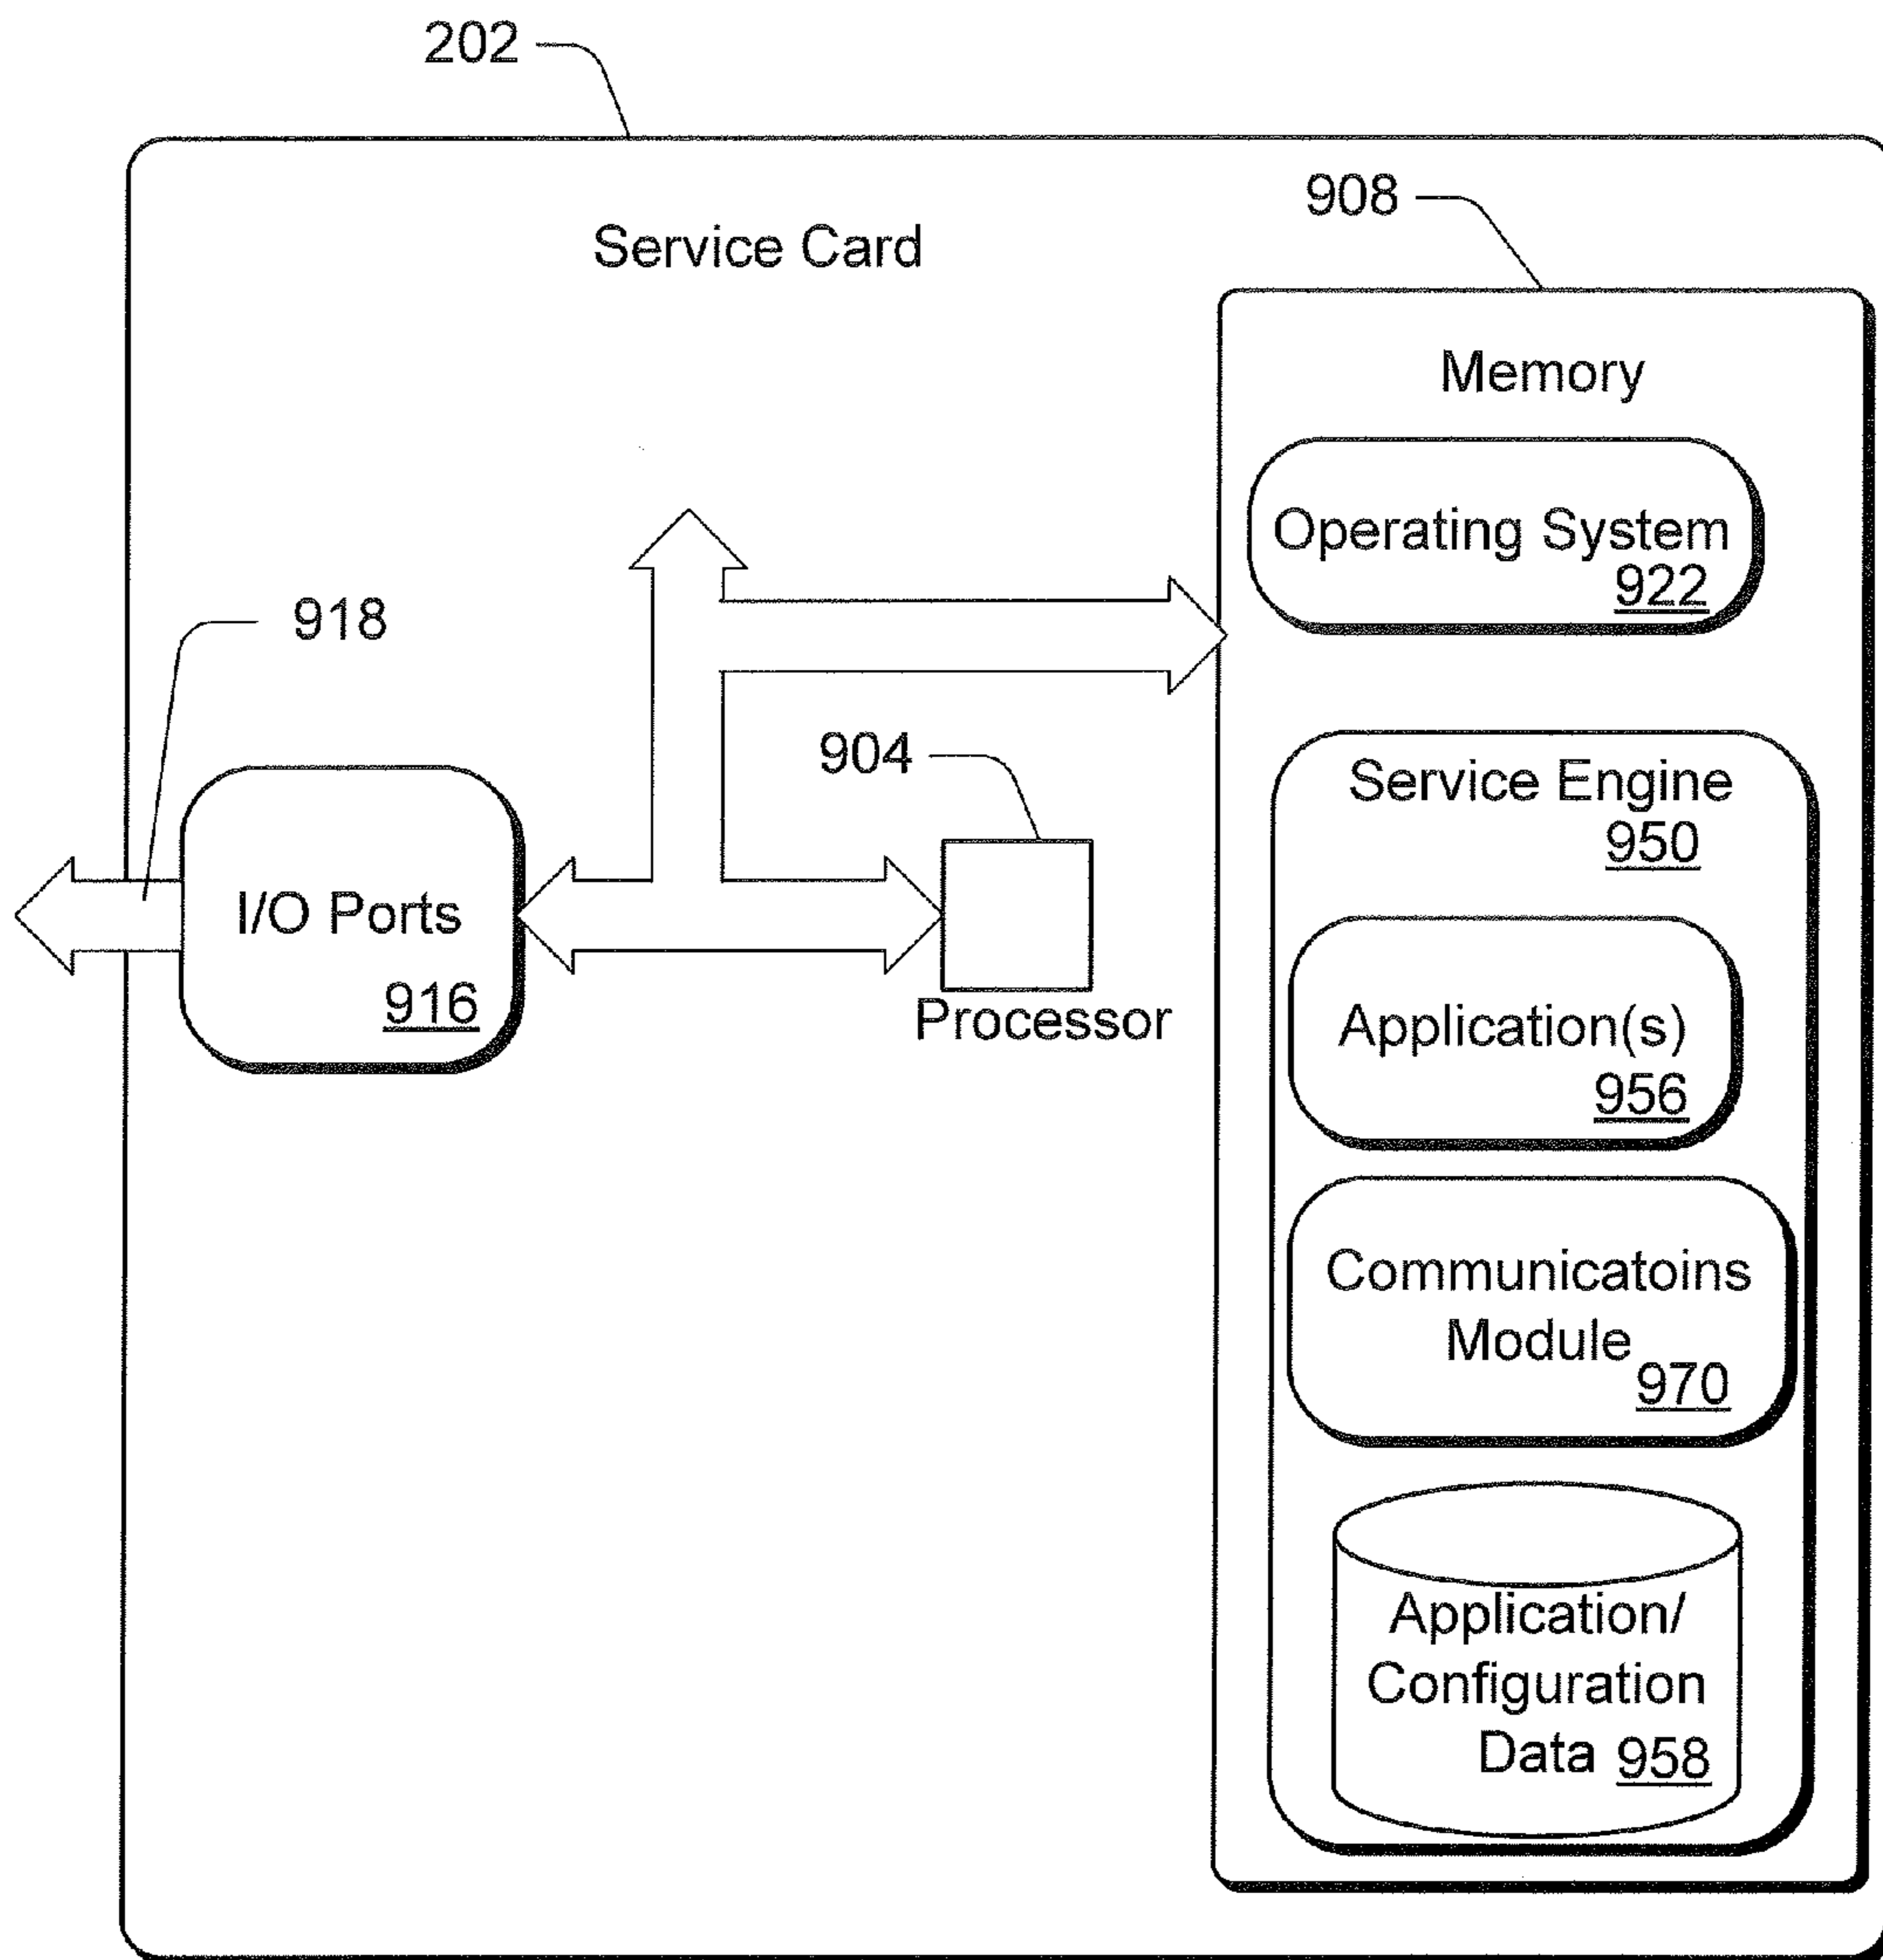 202
Service Card
908
Memory
Operating System
922
918
904
I/O Ports
916
Processor
Service Engine
950
Application(s)
956
Communicatoins
Module
970
Application/
Configuration
Data 958